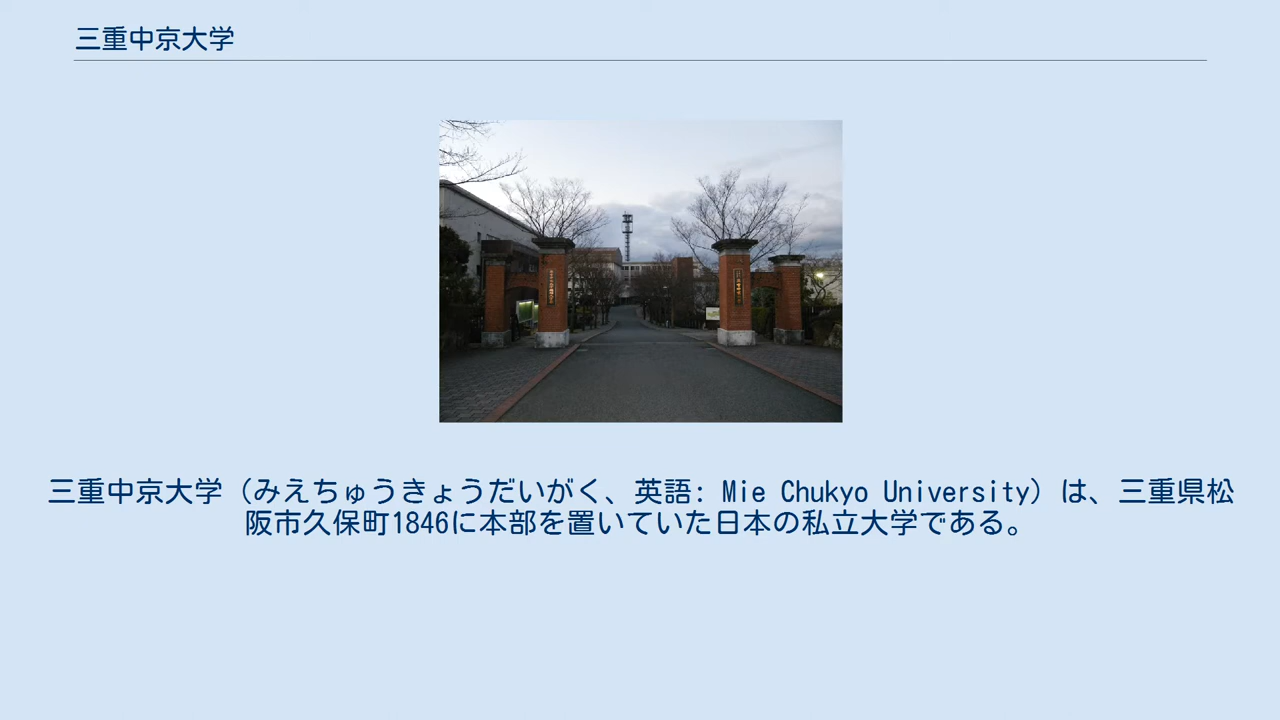 三重中京大学
三重中京大学（みえちゅうきょうだいがく、英語: Mie Chukyo University）は、三重県松
阪市久保町1846に本部を置いていた日本の私立大学である。